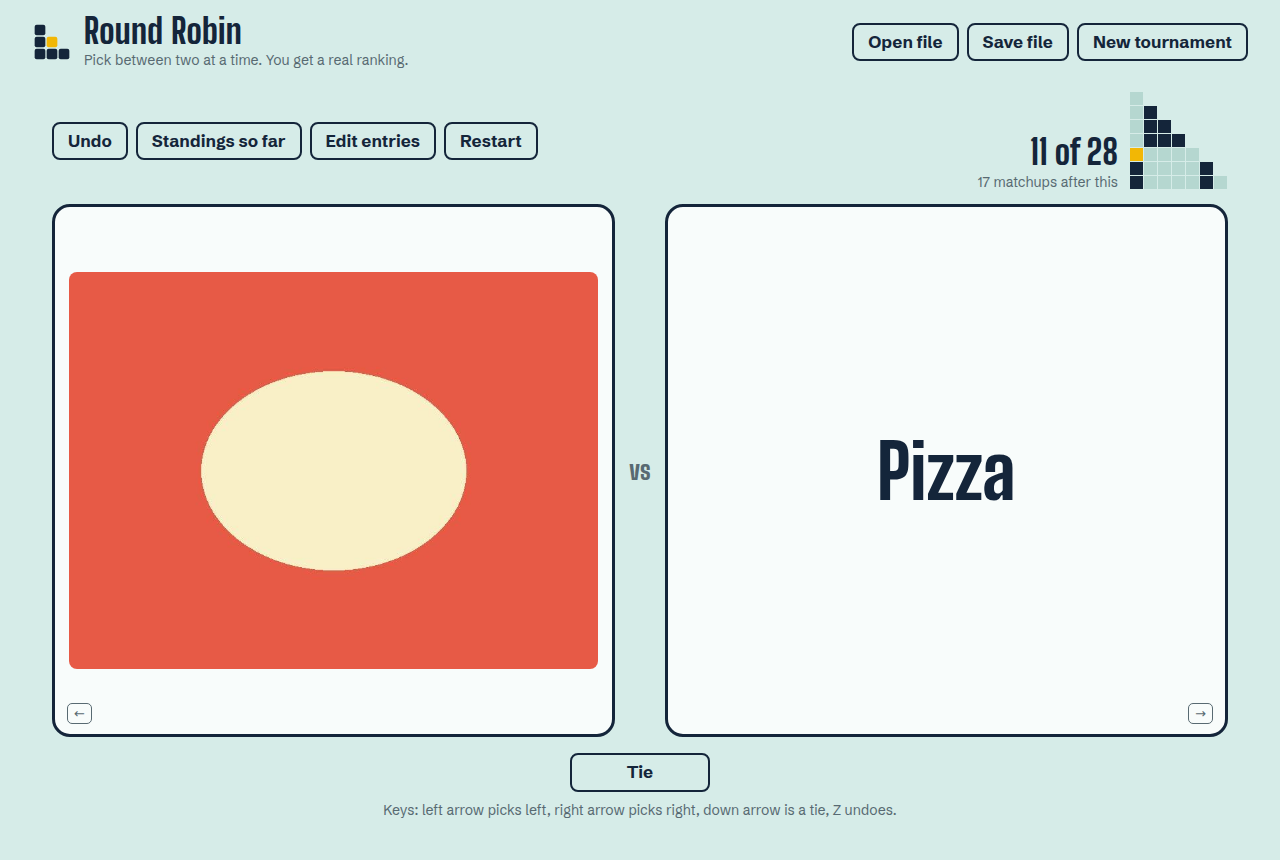 Round Robin
Pick between two at a time. You get a real ranking.
Open file
Save file
New tournament
Undo
Standings so far
Edit entries
Restart
11 of 28
17 matchups after this
←
vs
Pizza
→
Tie
Keys: left arrow picks left, right arrow picks right, down arrow is a tie, Z undoes.